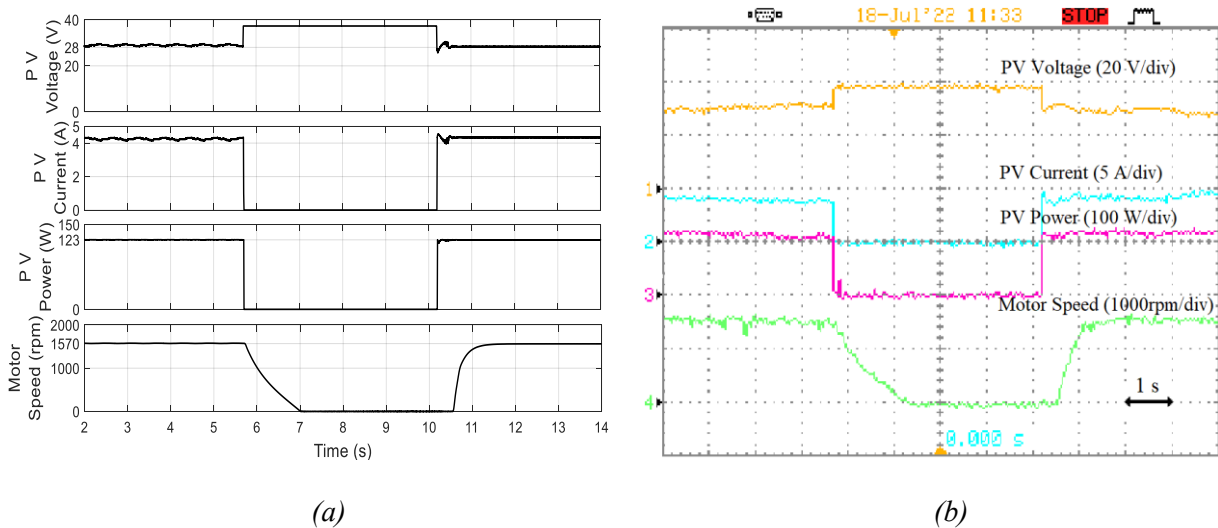 40
28
20
0
P V
Voltage (V)
5
4
2
0
P V
Current (A)
150
123
0
P V
Power (W)
2000
1570
1000
0
Motor
Speed (rpm)
2 3 4 5 6 7 8 9 10 11 12 13 14
Time (s)
(a)
18-Jul'22 11:33 STOP
PV Voltage (20 V/div)
1
PV Current (5 A/div)
PV Power (100 W/div)
2
3
Motor Speed (1000rpm/div)
1 s
4
0.000 s
(b)